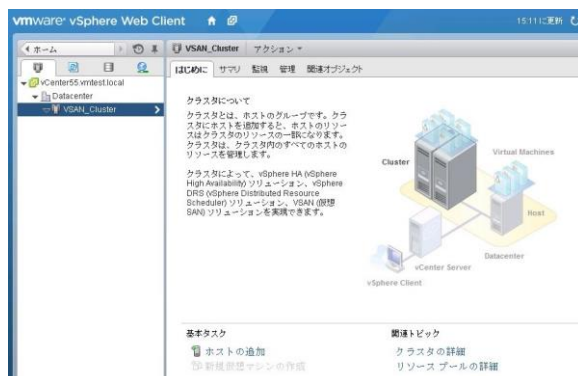 vmware® vSphere Web Client
15:11に更新
ホーム
VSAN_Cluster アクション
はじめに サマリ 監視 管理 関連オブジェクト
vCenter55.vmtest.local
Datacenter
VSAN_Cluster
クラスタについて
クラスタとは、ホストのグループです。クラ
スタにホストを追加すると、ホストのリソー
スはクラスタのリソースの一部になります。
クラスタは、クラスタ内のすべてのホストの
リソースを管理します。
クラスタによって、vSphere HA (vSphere
High Availability) ソリューション、vSphere
DRS (vSphere Distributed Resource
Scheduler) ソリューション、VSAN (仮想
SAN) ソリューションを実現できます。
Cluster
Virtual Machines
Host
Datacenter
vCenter Server
vSphere Client
基本タスク
ホストの追加
新規仮想マシンの作成
関連トピック
クラスタの詳細
リソース プールの詳細